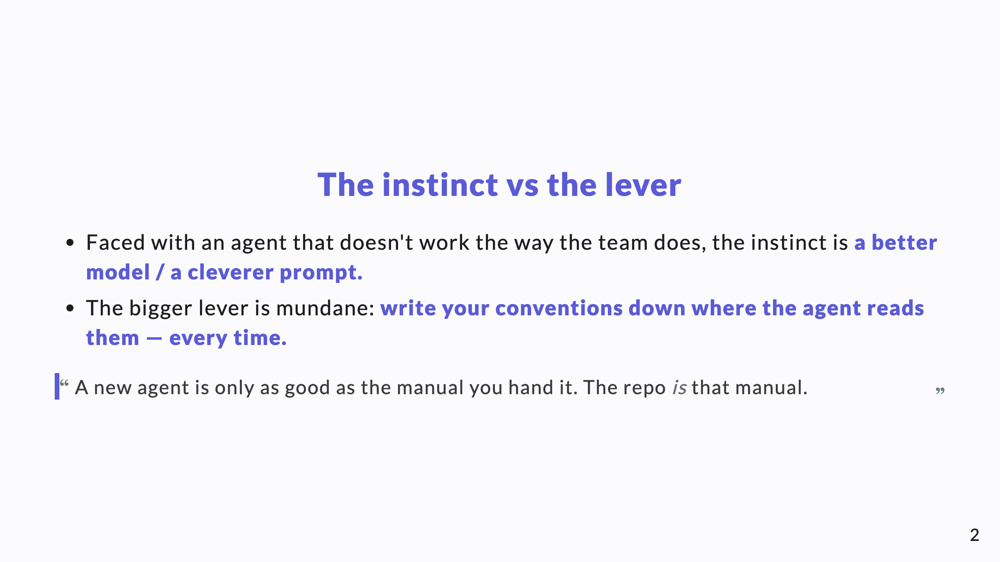 The instinct vs the lever
• Faced with an agent that doesn't work the way the team does, the instinct is a better
model / a cleverer prompt.
• The bigger lever is mundane: write your conventions down where the agent reads
them — every time.
“ A new agent is only as good as the manual you hand it. The repo is that manual. ”
2